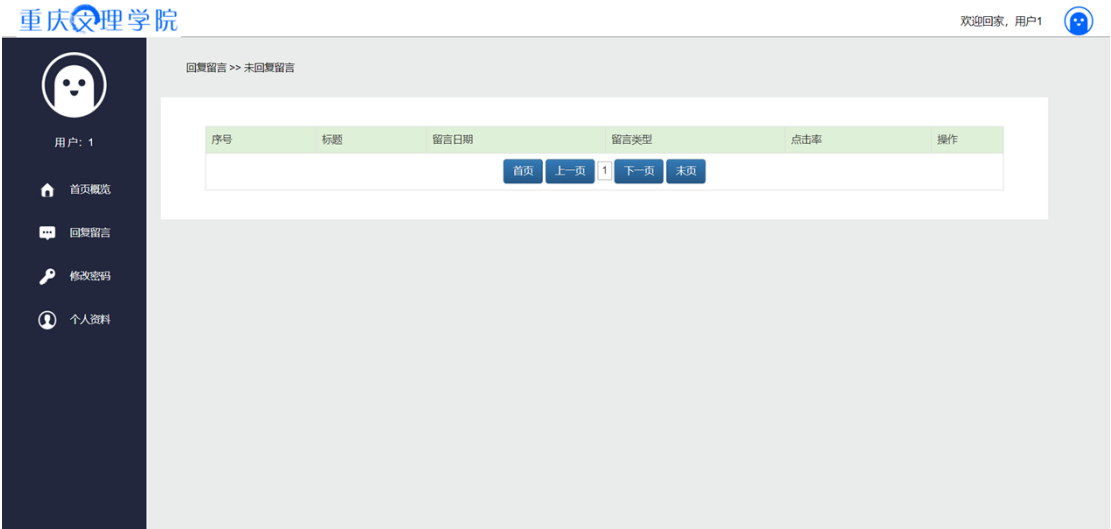 重庆文理学院
欢迎回家，用户1
用户：1
首页概览
回复留言
修改密码
个人资料
回复留言 >> 未回复留言
序号 标题 留言日期 留言类型 点击率 操作
首页 上一页 1 下一页 末页